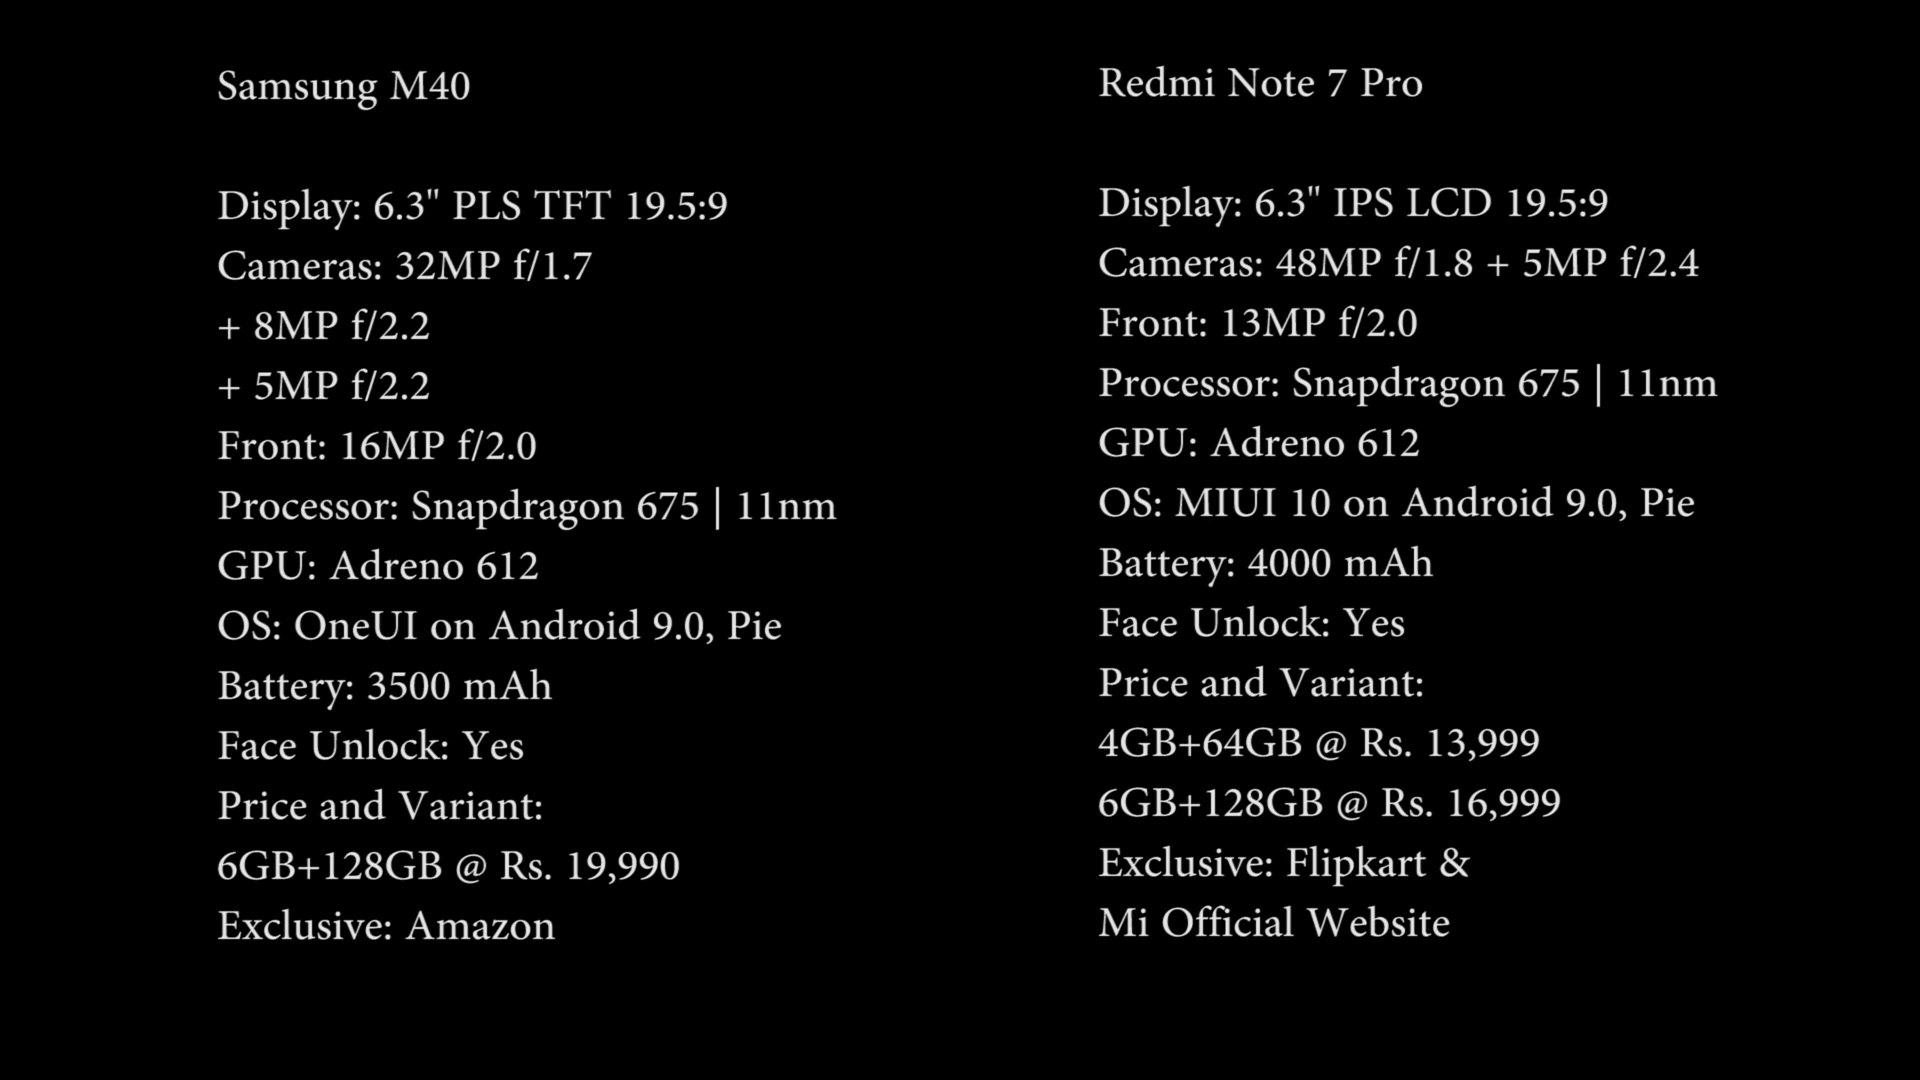 Samsung M40
Display: 6.3" PLS TFT 19.5:9
Cameras: 32MP f/1.7
+ 8MP f/2.2
+ 5MP f/2.2
Front: 16MP f/2.0
Processor: Snapdragon 675 | 11nm
GPU: Adreno 612
OS: OneUI on Android 9.0, Pie
Battery: 3500 mAh
Face Unlock: Yes
Price and Variant:
6GB+128GB @ Rs. 19,990
Exclusive: Amazon
Redmi Note 7 Pro
Display: 6.3" IPS LCD 19.5:9
Cameras: 48MP f/1.8 + 5MP f/2.4
Front: 13MP f/2.0
Processor: Snapdragon 675 | 11nm
GPU: Adreno 612
OS: MIUI 10 on Android 9.0, Pie
Battery: 4000 mAh
Face Unlock: Yes
Price and Variant:
4GB+64GB @ Rs. 13,999
6GB+128GB @ Rs. 16,999
Exclusive: Flipkart &
Mi Official Website